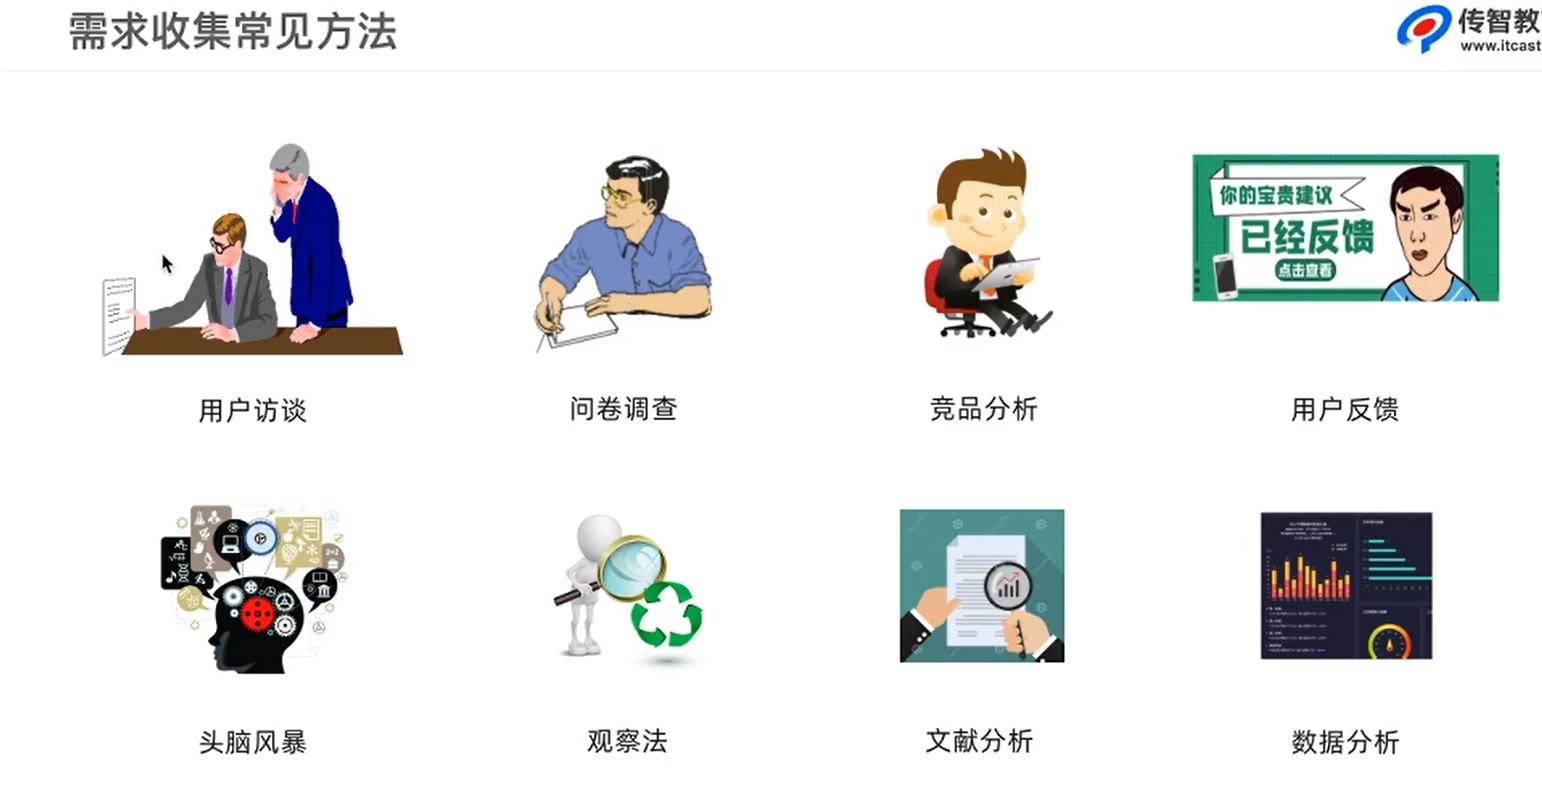 需求收集常见方法
传智教
www.itcast
你的宝贵建议
已经反馈
点击查看
用户访谈
问卷调查
竞品分析
用户反馈
2×2
头脑风暴
观察法
文献分析
数据分析